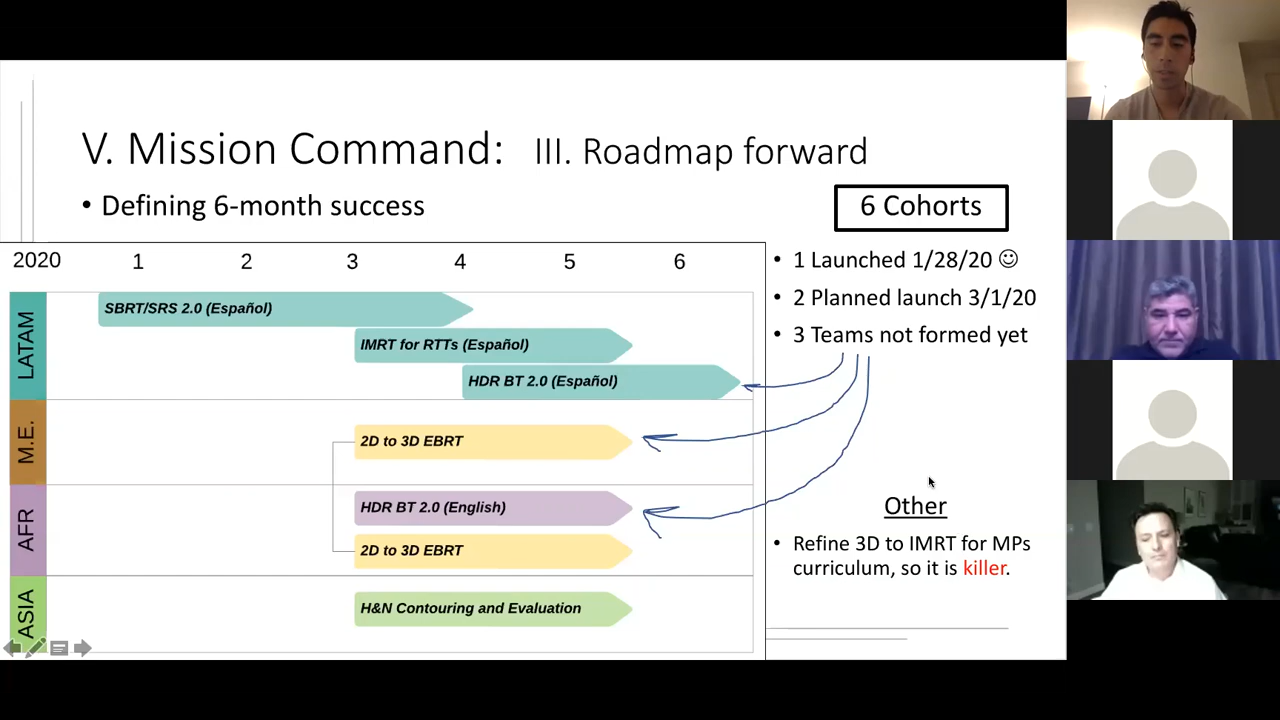 V. Mission Command: III. Roadmap forward
• Defining 6-month success
6 Cohorts
2020 1 2 3 4 5 6
LATAM
SBRT/SRS 2.0 (Español)
IMRT for RTTs (Español)
HDR BT 2.0 (Español)
M.E.
2D to 3D EBRT
AFR
HDR BT 2.0 (English)
2D to 3D EBRT
ASIA
H&N Contouring and Evaluation
• 1 Launched 1/28/20 ☺
• 2 Planned launch 3/1/20
• 3 Teams not formed yet
Other
• Refine 3D to IMRT for MPs
curriculum, so it is killer.